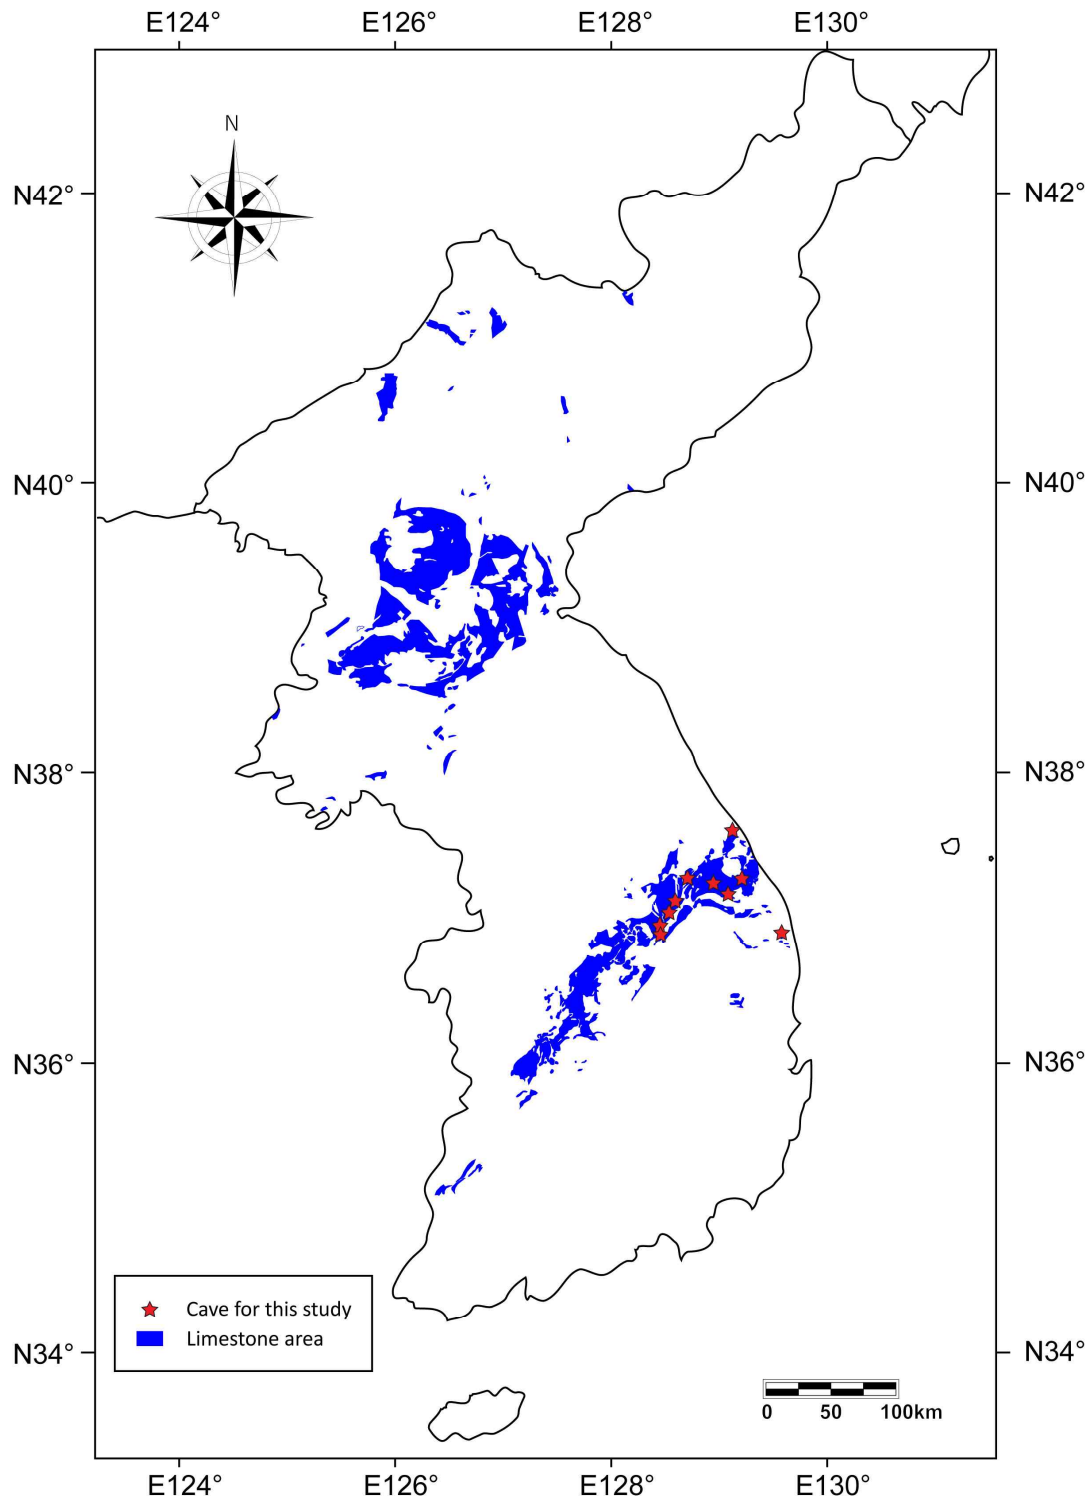 E124° E126° E128° E130°
N
N42° N42°
N40° N40°
N38° N38°
N36° N36°
Cave for this study
Limestone area
N34° N34°
0 50 100km
E124° E126° E128° E130°